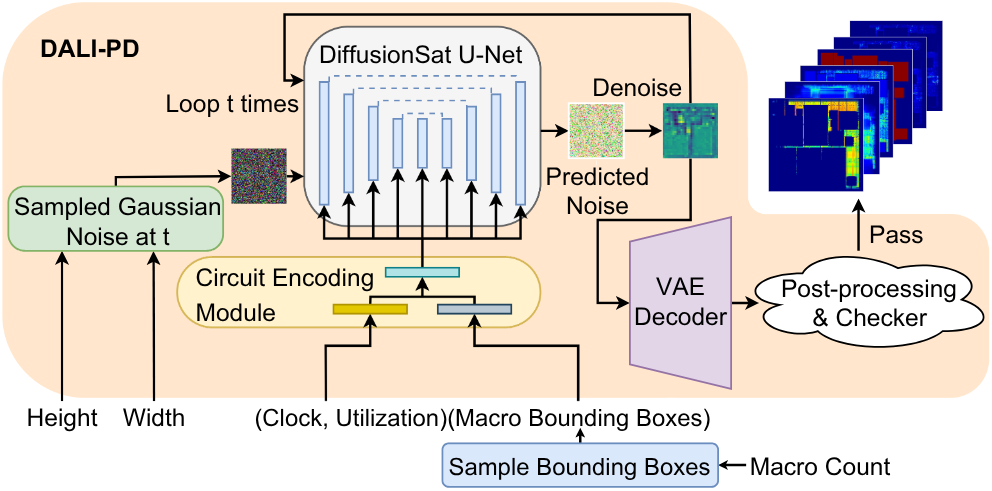 DALI-PD
DiffusionSat U-Net
Loop t times
Denoise
Predicted
Noise
Sampled Gaussian
Noise at t
Circuit Encoding
Module
VAE
Decoder
Pass
Post-processing
& Checker
Height
Width
(Clock, Utilization)
(Macro Bounding Boxes)
Sample Bounding Boxes
Macro Count